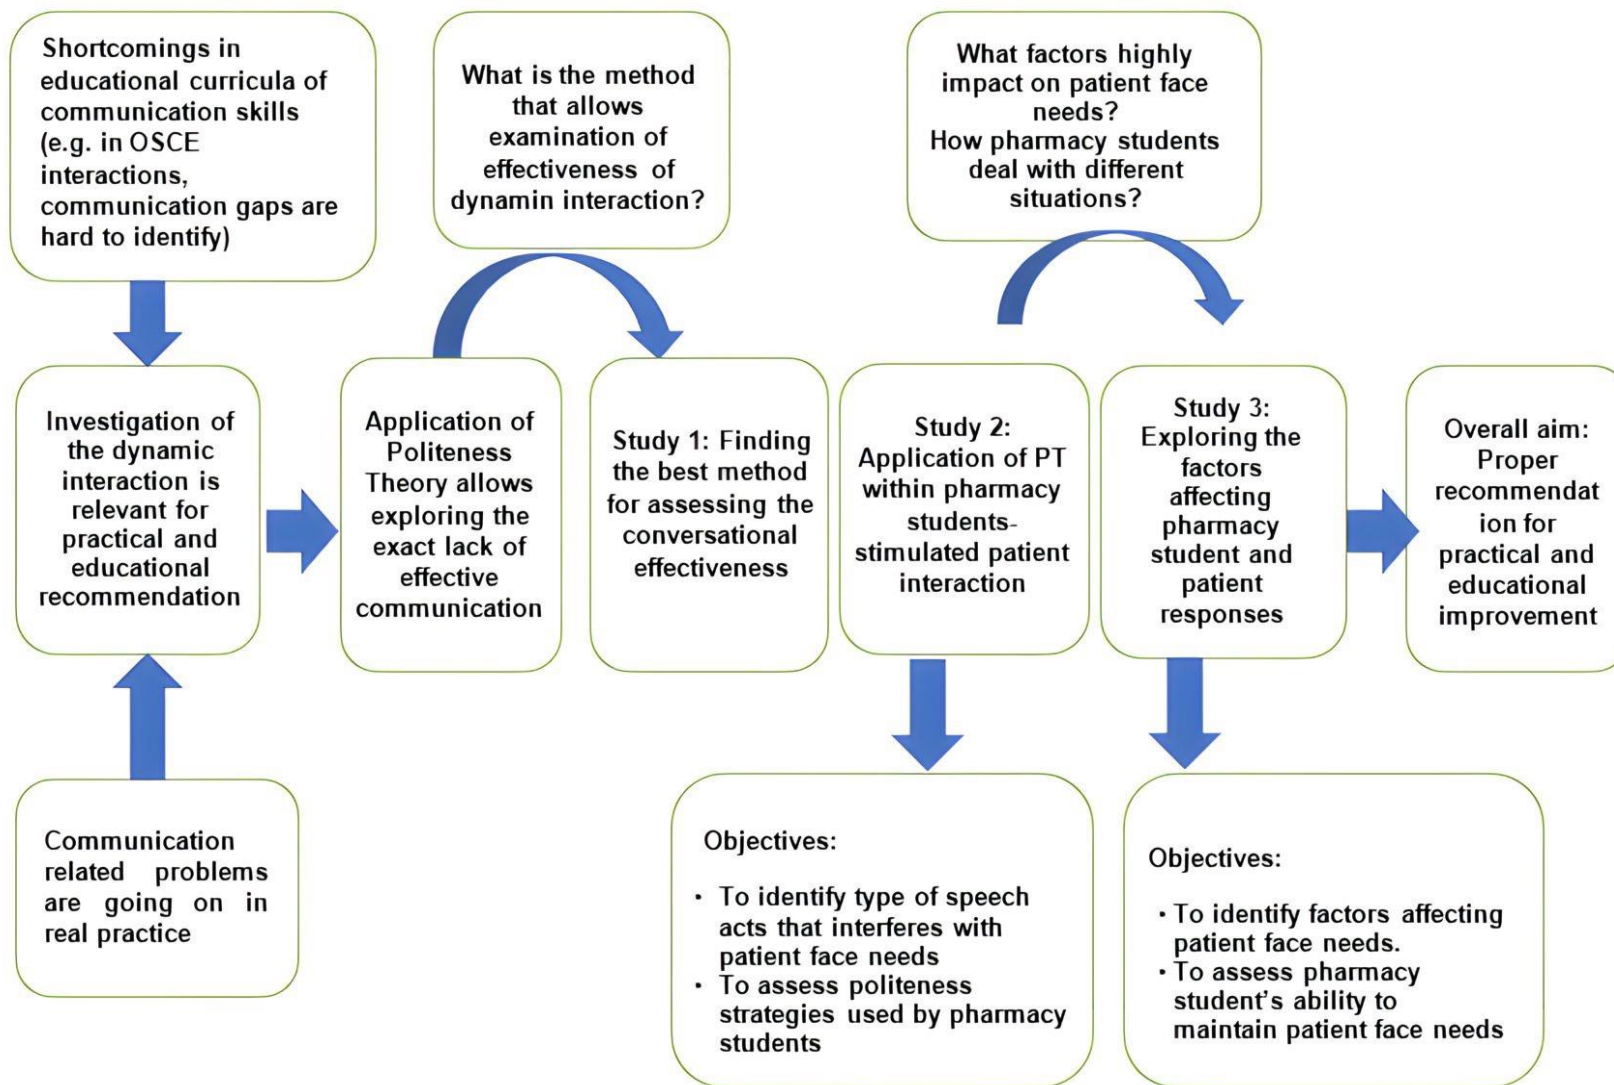 Shortcomings in
educational curricula of
communication skills
(e.g. in OSCE
interactions,
communication gaps are
hard to identify)
What is the method
that allows
examination of
effectiveness of
dynamin interaction?
What factors highly
impact on patient face
needs?
How pharmacy students
deal with different
situations?
Investigation of
the dynamic
interaction is
relevant for
practical and
educational
recommendation
Application of
Politeness
Theory allows
exploring the
exact lack of
effective
communication
Study 1: Finding
the best method
for assessing the
conversational
effectiveness
Study 2:
Application of PT
within pharmacy
students-
stimulated patient
interaction
Study 3:
Exploring the
factors
affecting
pharmacy
student and
patient
responses
Overall aim:
Proper
recommendat
ion for
practical and
educational
improvement
Communication
related problems
are going on in
real practice
Objectives:
• To identify type of speech
acts that interferes with
patient face needs
• To assess politeness
strategies used by pharmacy
students
Objectives:
• To identify factors affecting
patient face needs.
• To assess pharmacy
student's ability to
maintain patient face needs